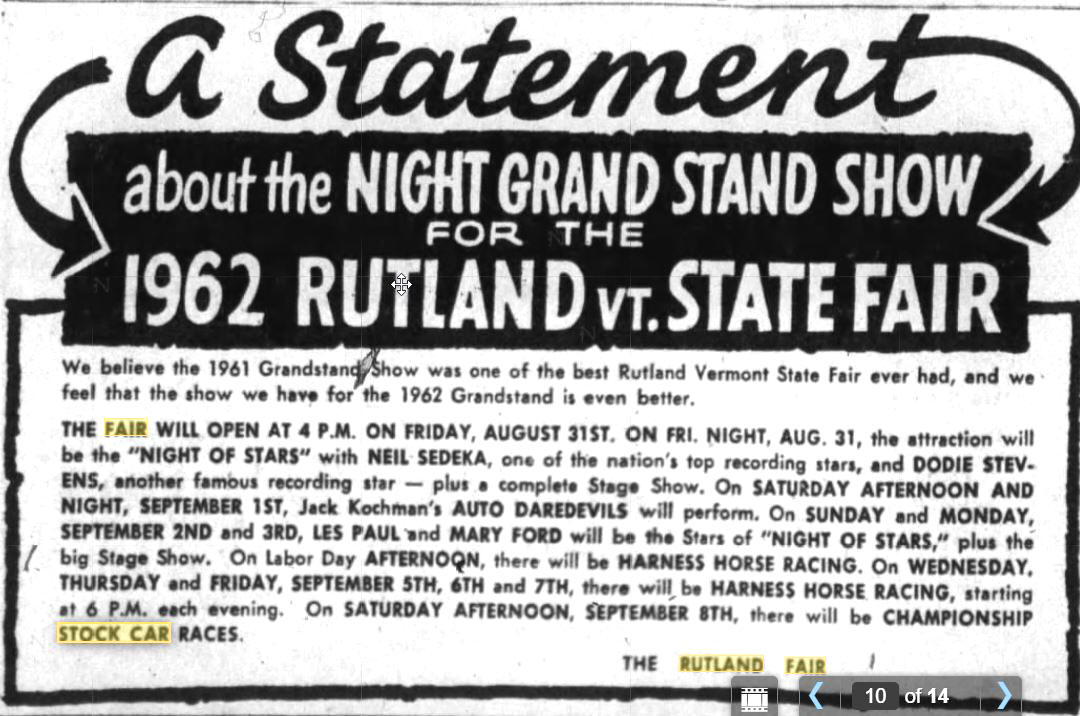 A Statement
about the NIGHT GRAND STAND SHOW
FOR THE
1962 RUTLAND VT. STATE FAIR
We believe the 1961 Grandstand Show was one of the best Rutland Vermont State Fair ever had, and we
feel that the show we have for the 1962 Grandstand is even better.
THE FAIR WILL OPEN AT 4 P.M. ON FRIDAY, AUGUST 31ST. ON FRI. NIGHT, AUG. 31, the attraction will
be the "NIGHT OF STARS" with NEIL SEDEKA, one of the nation's top recording stars, and DODIE STEV-
ENS, another famous recording star — plus a complete Stage Show. On SATURDAY AFTERNOON AND
NIGHT, SEPTEMBER 1ST, Jack Kochman's AUTO DAREDEVILS will perform. On SUNDAY and MONDAY,
SEPTEMBER 2ND and 3RD, LES PAUL and MARY FORD will be the Stars of "NIGHT OF STARS," plus the
big Stage Show. On Labor Day AFTERNOON, there will be HARNESS HORSE RACING. On WEDNESDAY,
THURSDAY and FRIDAY, SEPTEMBER 5TH, 6TH and 7TH, there will be HARNESS HORSE RACING, starting
at 6 P.M. each evening. On SATURDAY AFTERNOON, SEPTEMBER 8TH, there will be CHAMPIONSHIP
STOCK CAR RACES.
THE RUTLAND FAIR
10 of 14